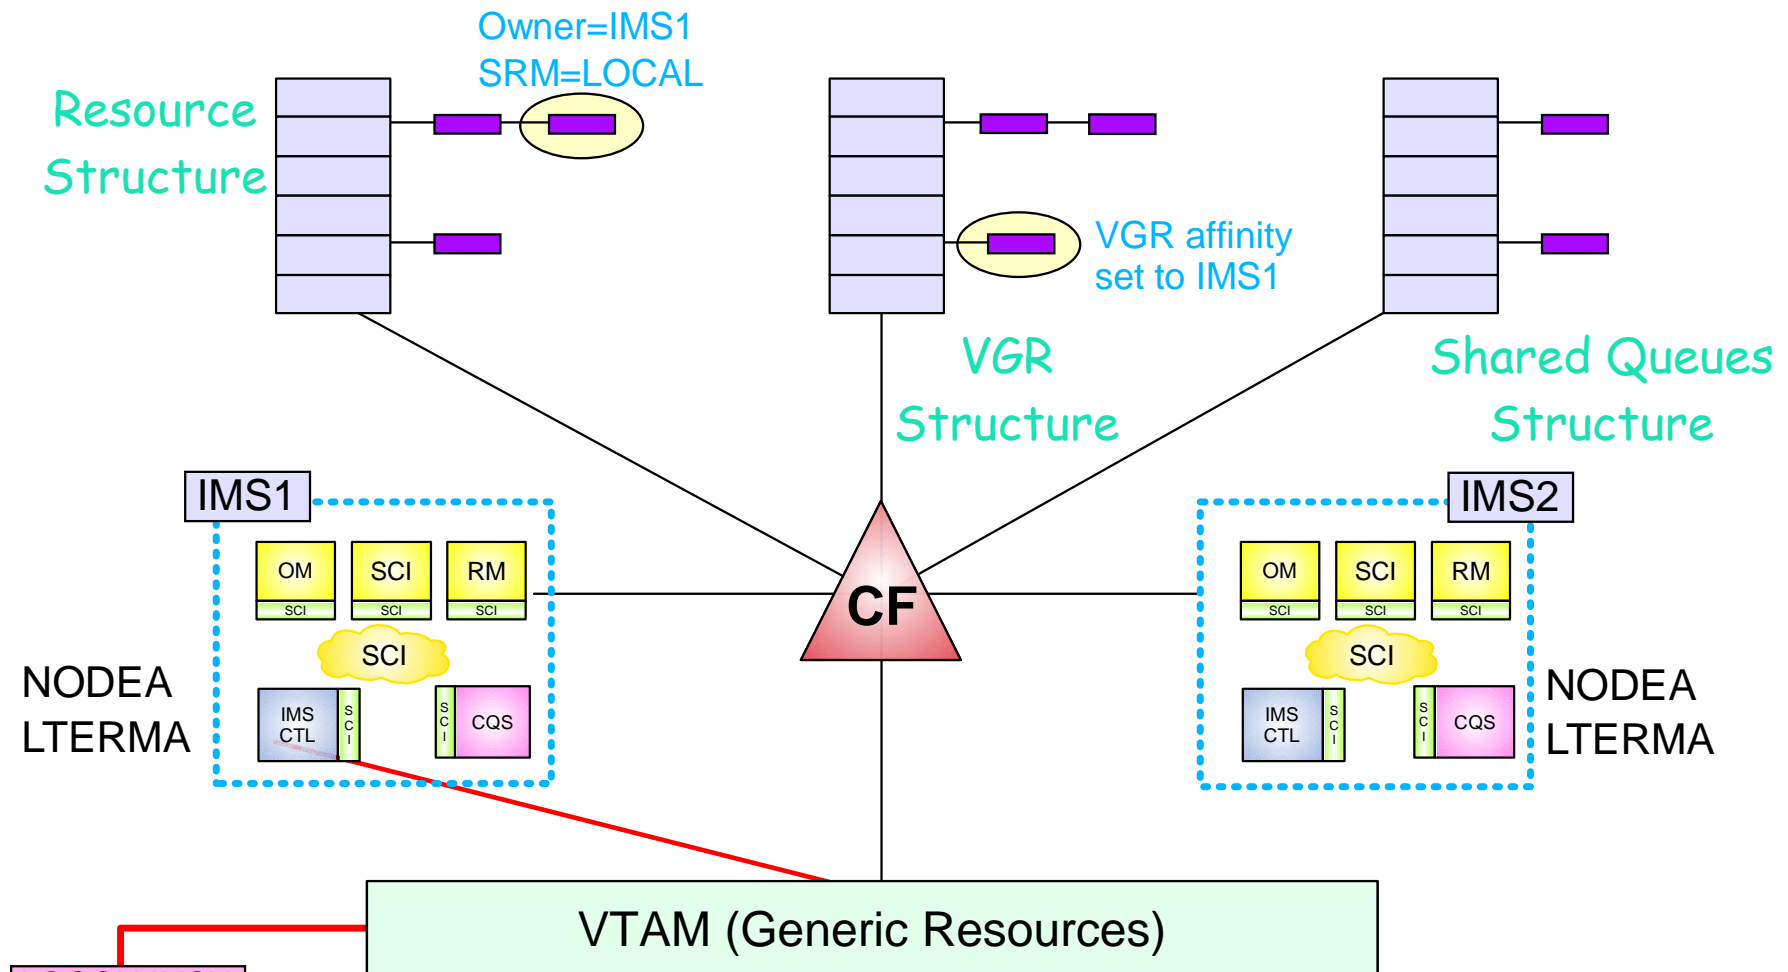 Owner=IMS1
SRM=LOCAL
Resource
Structure
VGR affinity
set to IMS1
VGR
Structure
Shared Queues
Structure
IMS1
OM
SCI
RM
SCI
SCI
SCI
SCI
IMS
CTL
SCI
SCI
CQS
NODEA
LTERMA
CF
IMS2
OM
SCI
RM
SCI
SCI
SCI
SCI
IMS
CTL
SCI
SCI
CQS
NODEA
LTERMA
VTAM (Generic Resources)